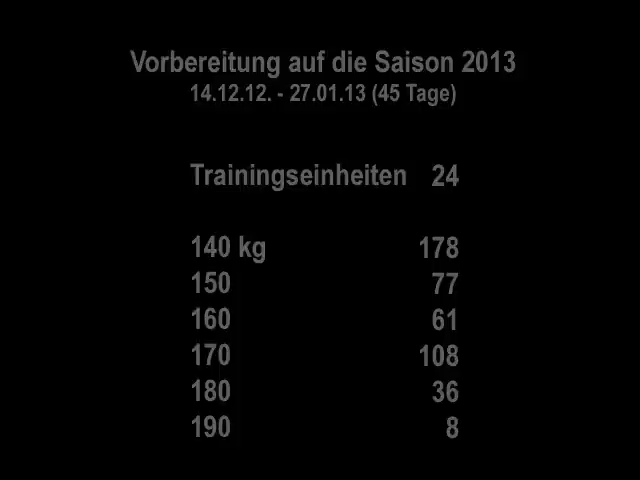 Vorbereitung auf die Saison 2013
14.12.12. - 27.01.13 (45 Tage)
Trainingseinheiten 24
140 kg 178
150 77
160 61
170 108
180 36
190 8